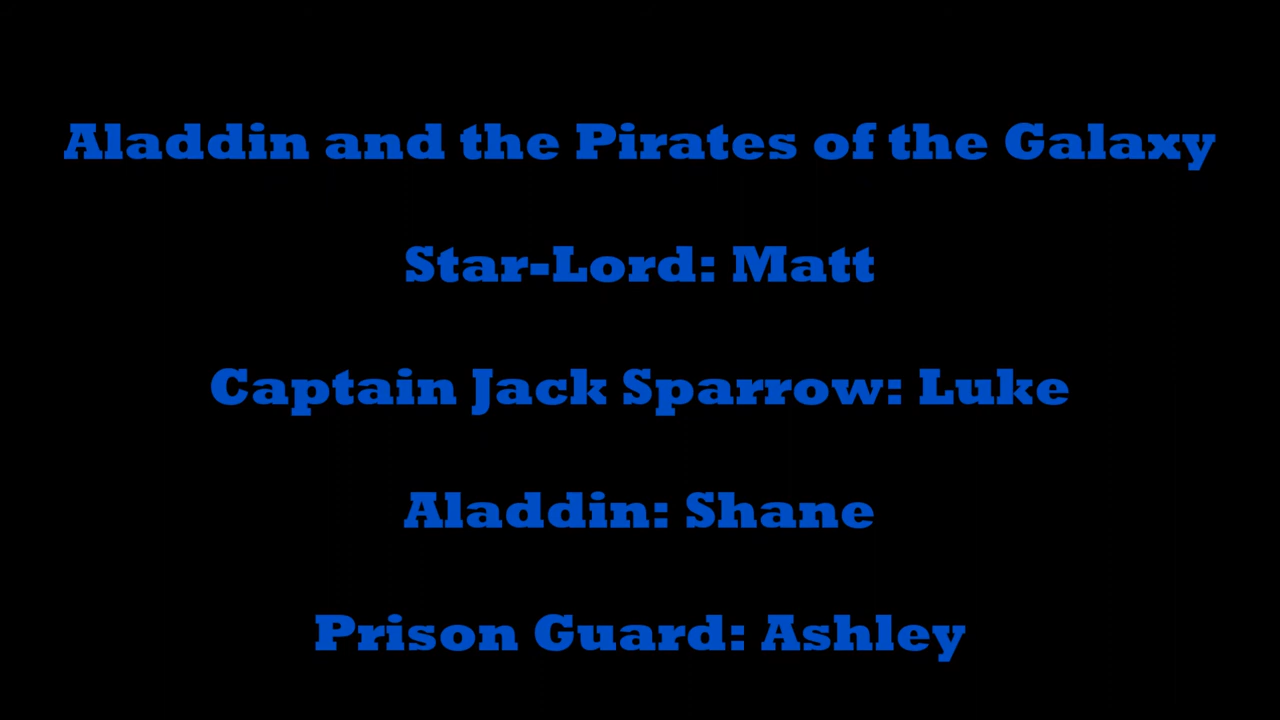 Aladdin and the Pirates of the Galaxy
Star-Lord: Matt
Captain Jack Sparrow: Luke
Aladdin: Shane
Prison Guard: Ashley